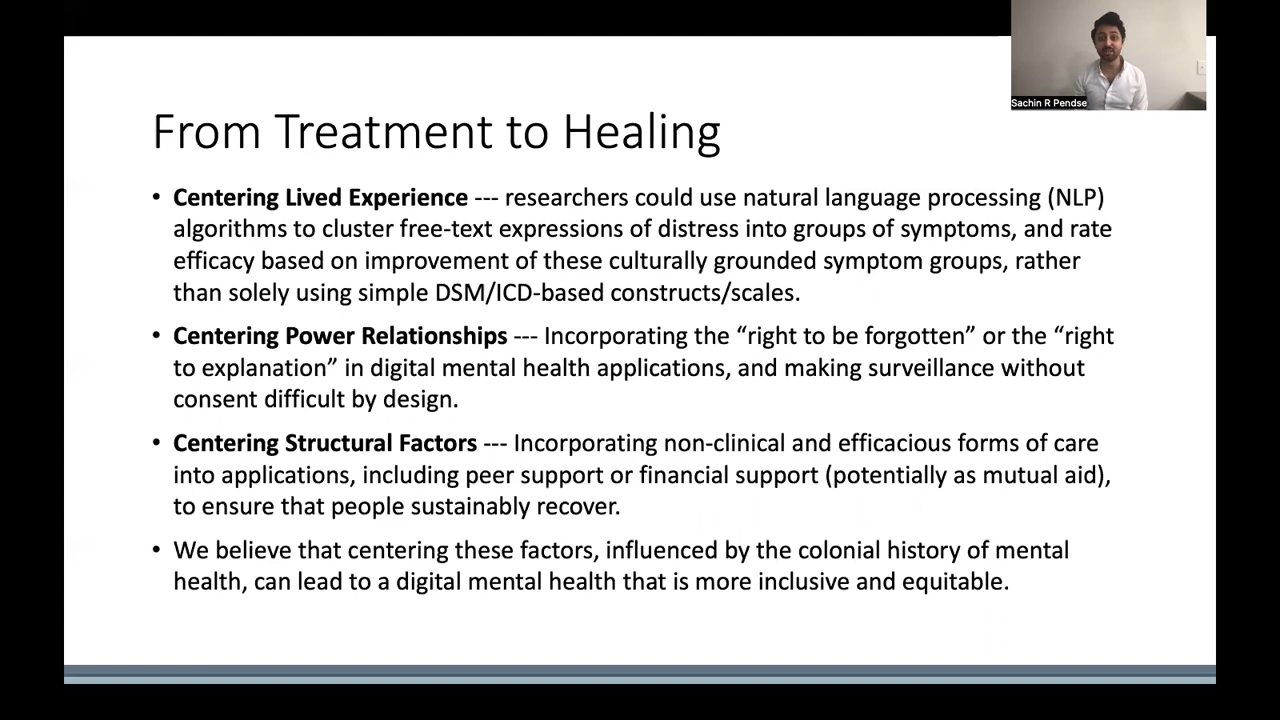 Sachin R Pendse
From Treatment to Healing
• Centering Lived Experience --- researchers could use natural language processing (NLP)
algorithms to cluster free-text expressions of distress into groups of symptoms, and rate
efficacy based on improvement of these culturally grounded symptom groups, rather
than solely using simple DSM/ICD-based constructs/scales.
• Centering Power Relationships --- Incorporating the “right to be forgotten” or the “right
to explanation” in digital mental health applications, and making surveillance without
consent difficult by design.
• Centering Structural Factors --- Incorporating non-clinical and efficacious forms of care
into applications, including peer support or financial support (potentially as mutual aid),
to ensure that people sustainably recover.
• We believe that centering these factors, influenced by the colonial history of mental
health, can lead to a digital mental health that is more inclusive and equitable.